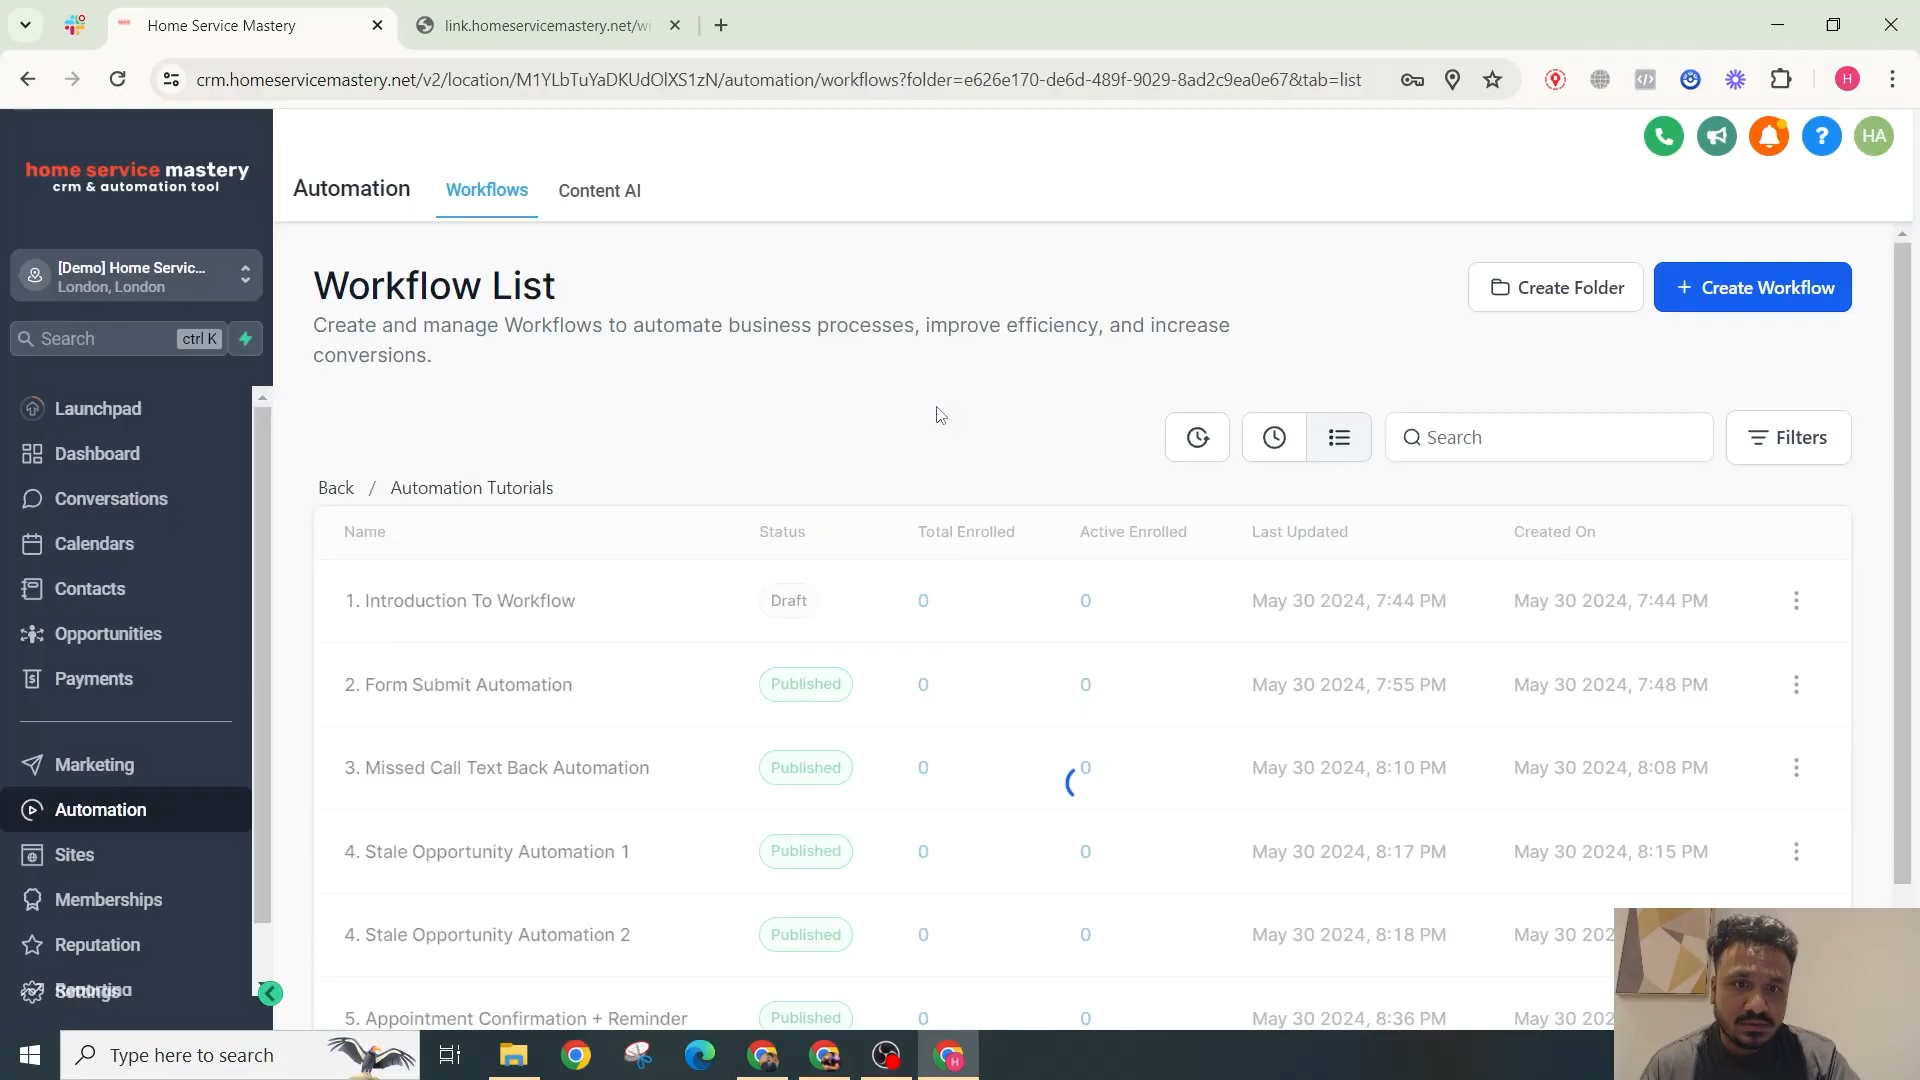 Home Service Mastery
link.homeservicemastery.net/wi
crm.homeservicemastery.net/v2/location/M1YLbTuYaDKUdOlXS1zN/automation/workflows?folder=e626e170-de6d-489f-9029-8ad2c9ea0e67&tab=list
H
home service mastery
crm & automation tool
Automation
Workflows
Content AI
?
HA
[Demo] Home Servic...
London, London
Search
ctrl K
Launchpad
Dashboard
Conversations
Calendars
Contacts
Opportunities
Payments
Marketing
Automation
Sites
Memberships
Reputation
Reporting
Settings
Workflow List
Create and manage Workflows to automate business processes, improve efficiency, and increase
conversions.
Create Folder
+ Create Workflow
Search
Filters
Back / Automation Tutorials
Name Status Total Enrolled Active Enrolled Last Updated Created On
1. Introduction To Workflow Draft 0 0 May 30 2024, 7:44 PM May 30 2024, 7:44 PM
2. Form Submit Automation Published 0 0 May 30 2024, 7:55 PM May 30 2024, 7:48 PM
3. Missed Call Text Back Automation Published 0 0 May 30 2024, 8:10 PM May 30 2024, 8:08 PM
4. Stale Opportunity Automation 1 Published 0 0 May 30 2024, 8:17 PM May 30 2024, 8:15 PM
4. Stale Opportunity Automation 2 Published 0 0 May 30 2024, 8:18 PM May 30 202
5. Appointment Confirmation + Reminder Published 0 0 May 30 2024, 8:36 PM May 30 202
Type here to search